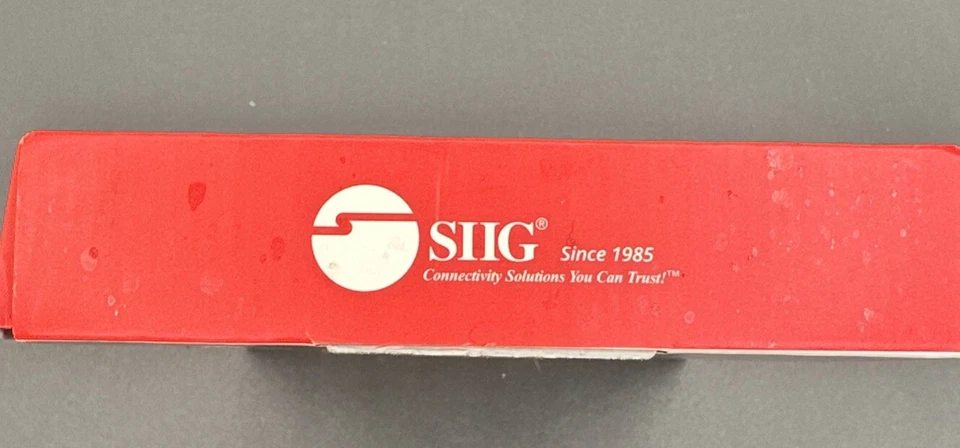 SIIG® Since 1985
Connectivity Solutions You Can Trust!™